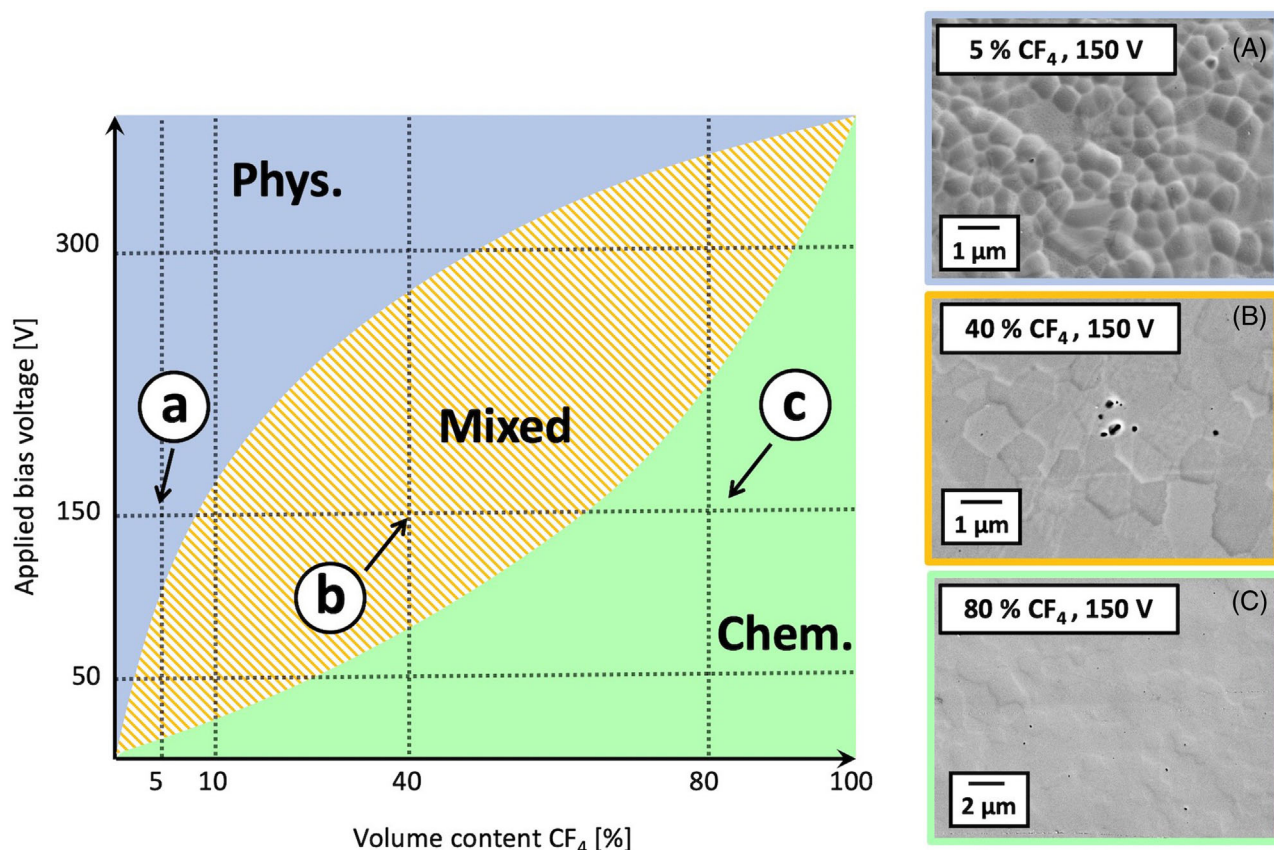 Applied bias voltage [V]
300
150
50
Phys.
Mixed
Chem.
a
b
c
5
10
40
80
100
Volume content CF₄ [%]
5 % CF₄, 150 V
(A)
1 μm
40 % CF₄, 150 V
(B)
1 μm
80 % CF₄, 150 V
(C)
2 μm